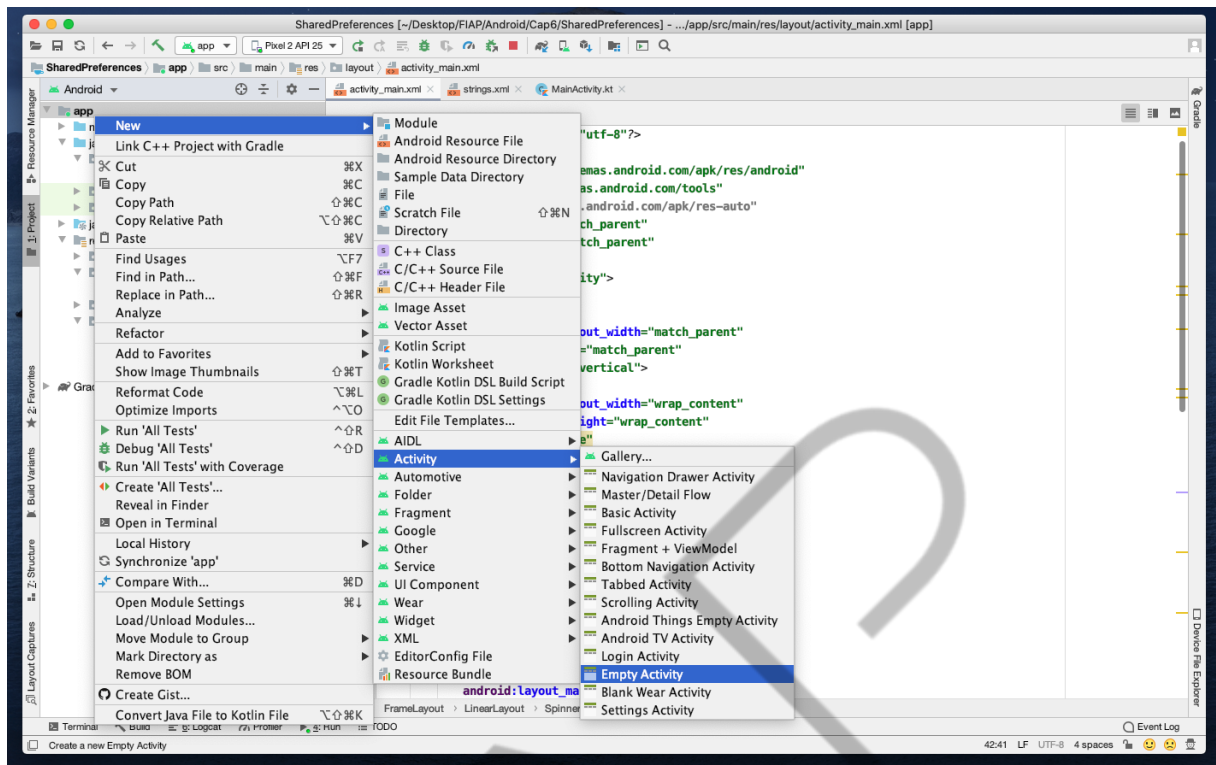 SharedPreferences [~/Desktop/FIAP/Android/Cap6/SharedPreferences] - .../app/src/main/res/layout/activity_main.xml [app]
app Pixel 2 API 25
SharedPreferences app src main res layout activity_main.xml
Android activity_main.xml strings.xml MainActivity.kt
Resource Manager
1: Project
2: Favorites
Build Variants
7: Structure
Layout Captures
app
Grad
New
Link C++ Project with Gradle
Cut ⌘X
Copy ⌘C
Copy Path ⇧⌘C
Copy Relative Path ⌥⇧⌘C
Paste ⌘V
Find Usages ⌥F7
Find in Path... ⇧⌘F
Replace in Path... ⇧⌘R
Analyze
Refactor
Add to Favorites
Show Image Thumbnails ⇧⌘T
Reformat Code ⌥⌘L
Optimize Imports ^⌥O
Run 'All Tests' ^⇧R
Debug 'All Tests' ^⇧D
Run 'All Tests' with Coverage
Create 'All Tests'...
Reveal in Finder
Open in Terminal
Local History
Synchronize 'app'
Compare With... ⌘D
Open Module Settings ⌘↓
Load/Unload Modules...
Move Module to Group
Mark Directory as
Remove BOM
Create Gist...
Convert Java File to Kotlin File ⌥⇧⌘K
Module
Android Resource File
Android Resource Directory
Sample Data Directory
File
Scratch File ⇧⌘N
Directory
C++ Class
C/C++ Source File
C/C++ Header File
Image Asset
Vector Asset
Kotlin Script
Kotlin Worksheet
Gradle Kotlin DSL Build Script
Gradle Kotlin DSL Settings
Edit File Templates...
AIDL
Activity
Automotive
Folder
Fragment
Google
Other
Service
UI Component
Wear
Widget
XML
EditorConfig File
Resource Bundle
Gallery...
Navigation Drawer Activity
Master/Detail Flow
Basic Activity
Fullscreen Activity
Fragment + ViewModel
Bottom Navigation Activity
Tabbed Activity
Scrolling Activity
Android Things Empty Activity
Android TV Activity
Login Activity
Empty Activity
Blank Wear Activity
Settings Activity
"utf-8"?>
emas.android.com/apk/res/android"
as.android.com/tools"
.android.com/apk/res-auto"
ch_parent"
tch_parent"
ity">
out_width="match_parent"
="match_parent"
vertical">
out_width="wrap_content"
ight="wrap_content"
e"
android:layout_ma
FrameLayout › LinearLayout › Spinner
Gradle
Device File Explorer
Terminal Build 6: Logcat Profiler 4: Run TODO Event Log
Create a new Empty Activity 42:41 LF UTF-8 4 spaces